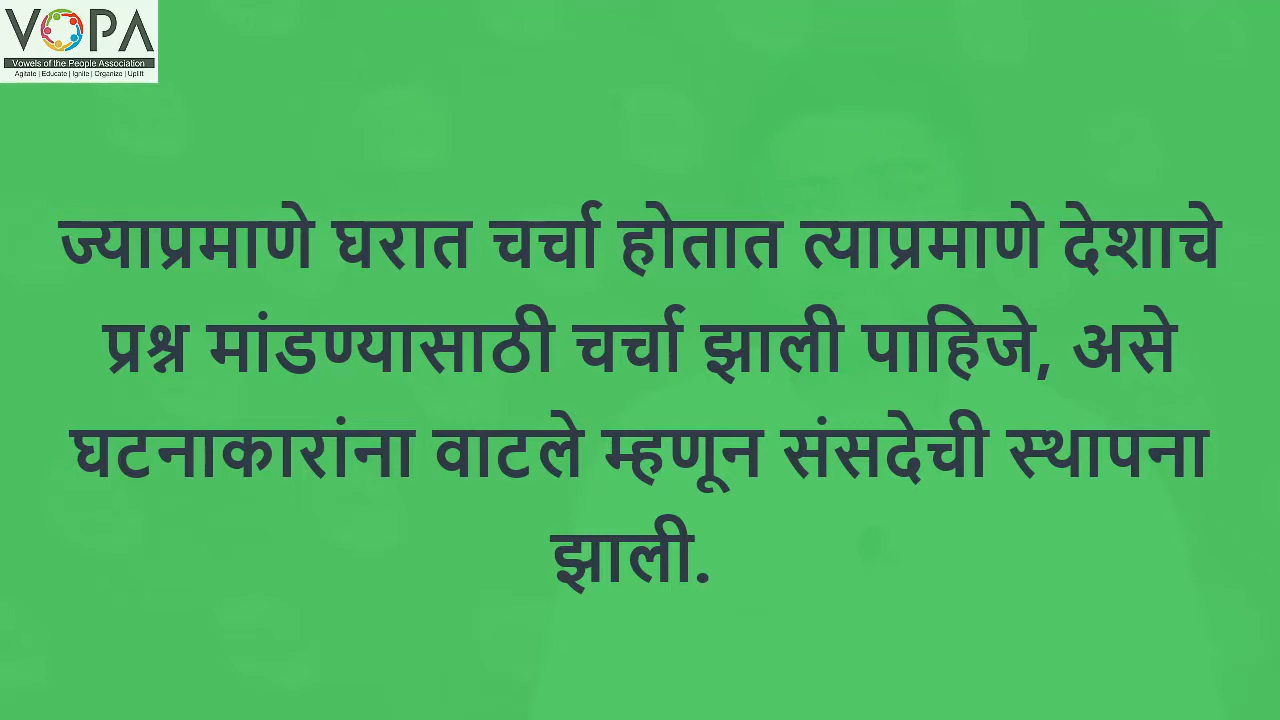 VOPA
Vowels of the People Association
Agitate | Educate | Ignite | Organize | Uplift
ज्याप्रमाणे घरात चर्चा होतात त्याप्रमाणे देशाचे
प्रश्न मांडण्यासाठी चर्चा झाली पाहिजे, असे
घटनाकारांना वाटले म्हणून संसदेची स्थापना
झाली.